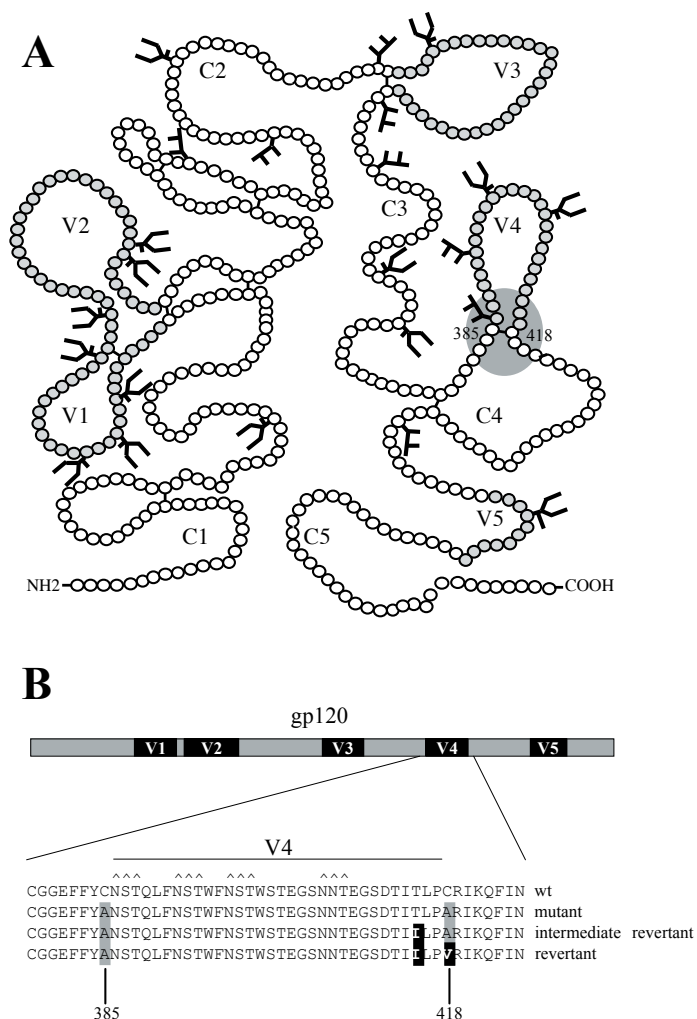 A
C2
V3
V2
V4
C3
385
418
V1
C4
V5
C1
C5
NH2
COOH
B
gp120
V1 V2 V3 V4 V5
V4
^^^ ^^^ ^^^ ^^^
CGGEFFYCNSTQLFNSTWFNSTWSTEGSNNTEGSDTITLPCRIKQFIN wt
CGGEFFYANSTQLFNSTWFNSTWSTEGSNNTEGSDTITLPARIKQFIN mutant
CGGEFFYANSTQLFNSTWFNSTWSTEGSNNTEGSDTIILPARIKQFIN intermediate revertant
CGGEFFYANSTQLFNSTWFNSTWSTEGSNNTEGSDTIILPVRIKQFIN revertant
385 418